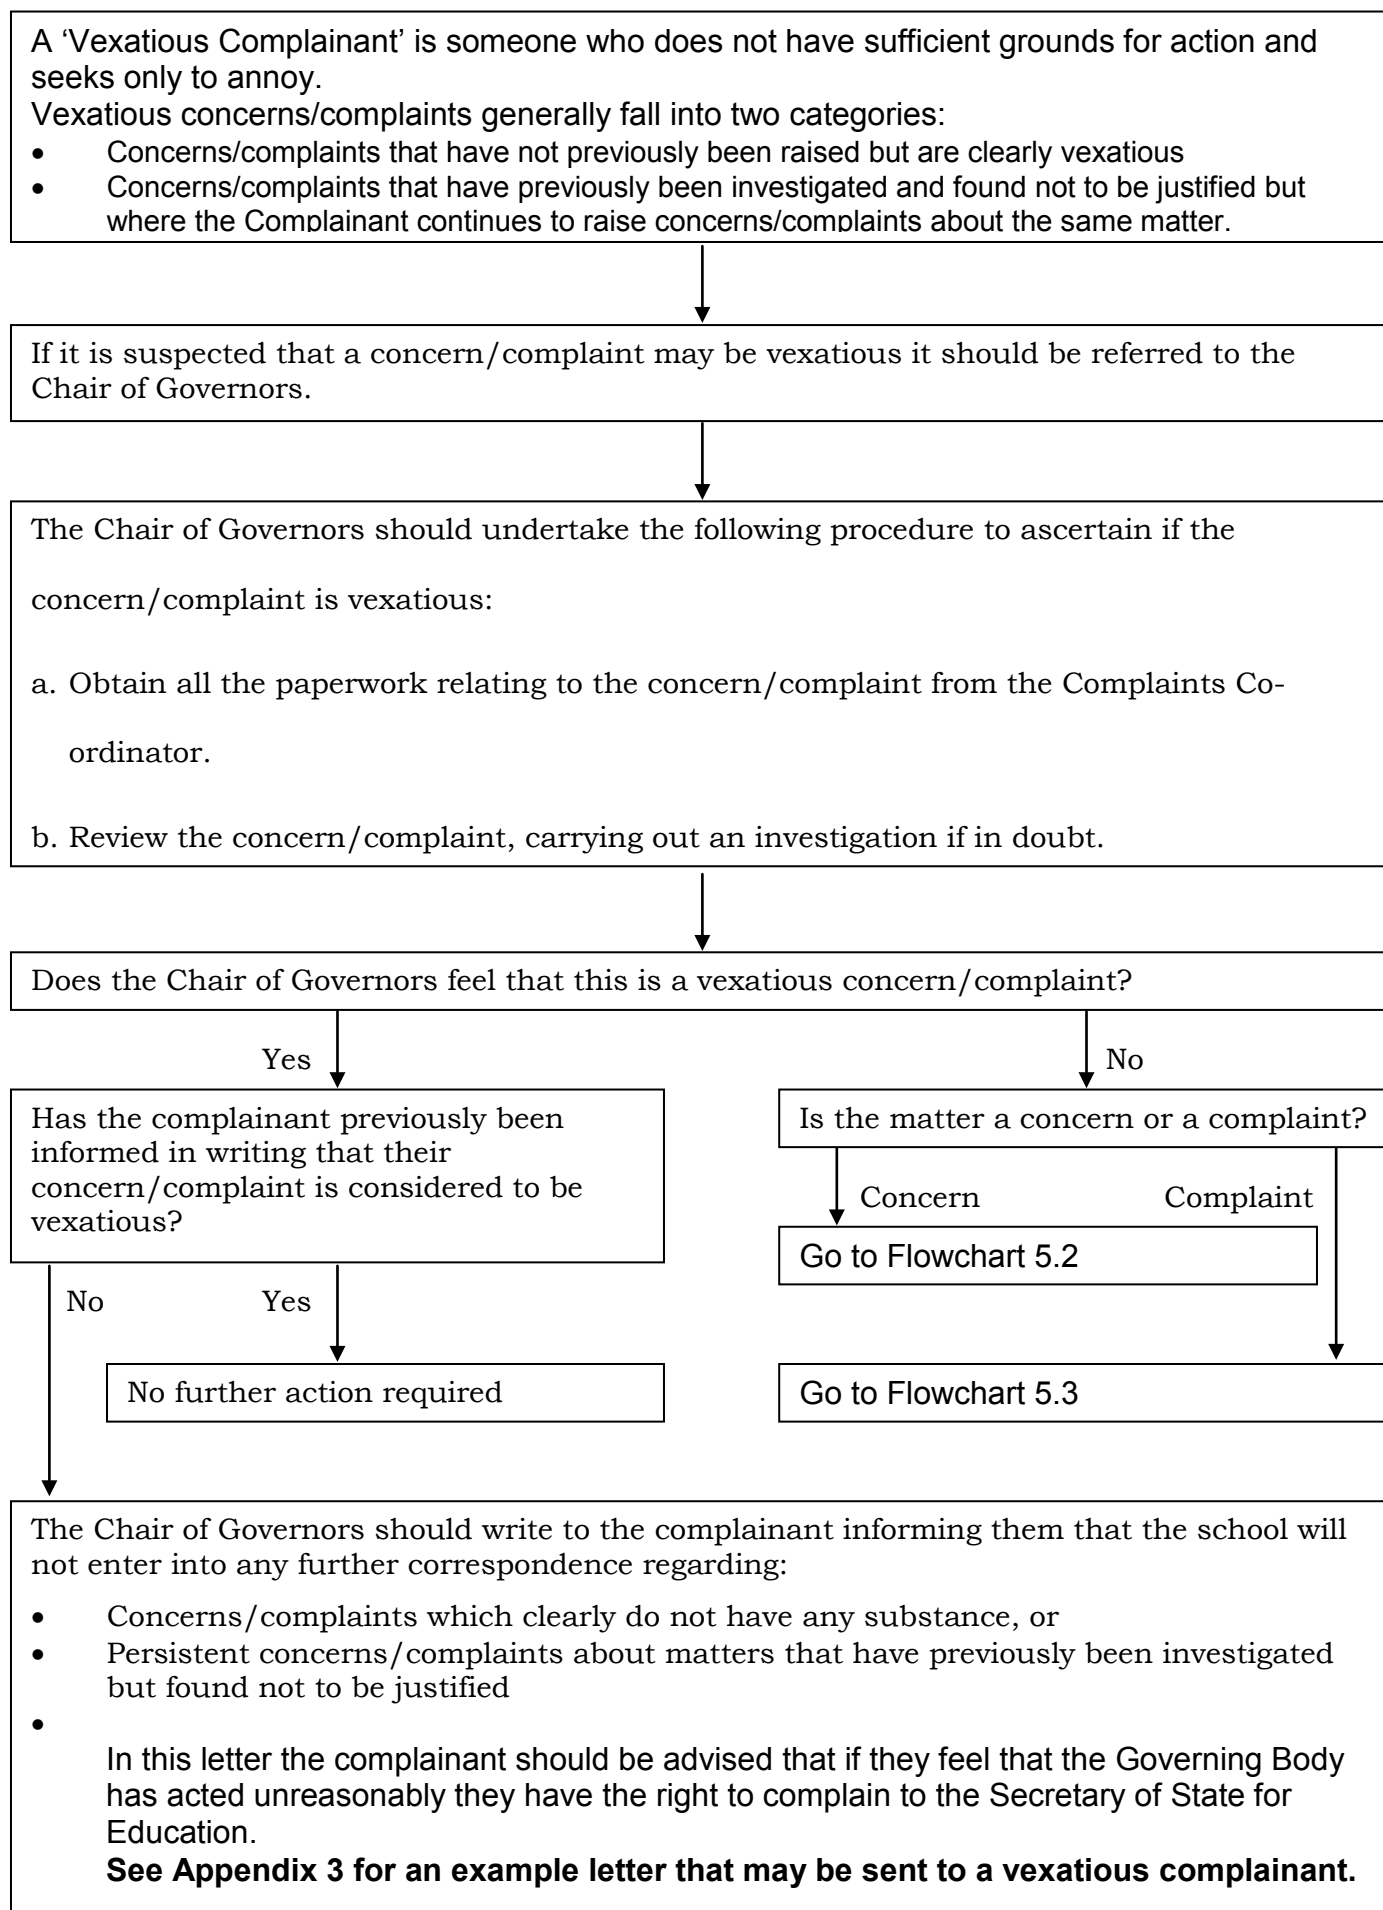 A ‘Vexatious Complainant’ is someone who does not have sufficient grounds for action and
seeks only to annoy.
Vexatious concerns/complaints generally fall into two categories:
• Concerns/complaints that have not previously been raised but are clearly vexatious
• Concerns/complaints that have previously been investigated and found not to be justified but
where the Complainant continues to raise concerns/complaints about the same matter.
If it is suspected that a concern/complaint may be vexatious it should be referred to the
Chair of Governors.
The Chair of Governors should undertake the following procedure to ascertain if the
concern/complaint is vexatious:
a. Obtain all the paperwork relating to the concern/complaint from the Complaints Co-
ordinator.
b. Review the concern/complaint, carrying out an investigation if in doubt.
Does the Chair of Governors feel that this is a vexatious concern/complaint?
Yes
No
Has the complainant previously been
informed in writing that their
concern/complaint is considered to be
vexatious?
Is the matter a concern or a complaint?
Concern
Complaint
Go to Flowchart 5.2
No
Yes
No further action required
Go to Flowchart 5.3
The Chair of Governors should write to the complainant informing them that the school will
not enter into any further correspondence regarding:
• Concerns/complaints which clearly do not have any substance, or
• Persistent concerns/complaints about matters that have previously been investigated
but found not to be justified
•
In this letter the complainant should be advised that if they feel that the Governing Body
has acted unreasonably they have the right to complain to the Secretary of State for
Education.
See Appendix 3 for an example letter that may be sent to a vexatious complainant.